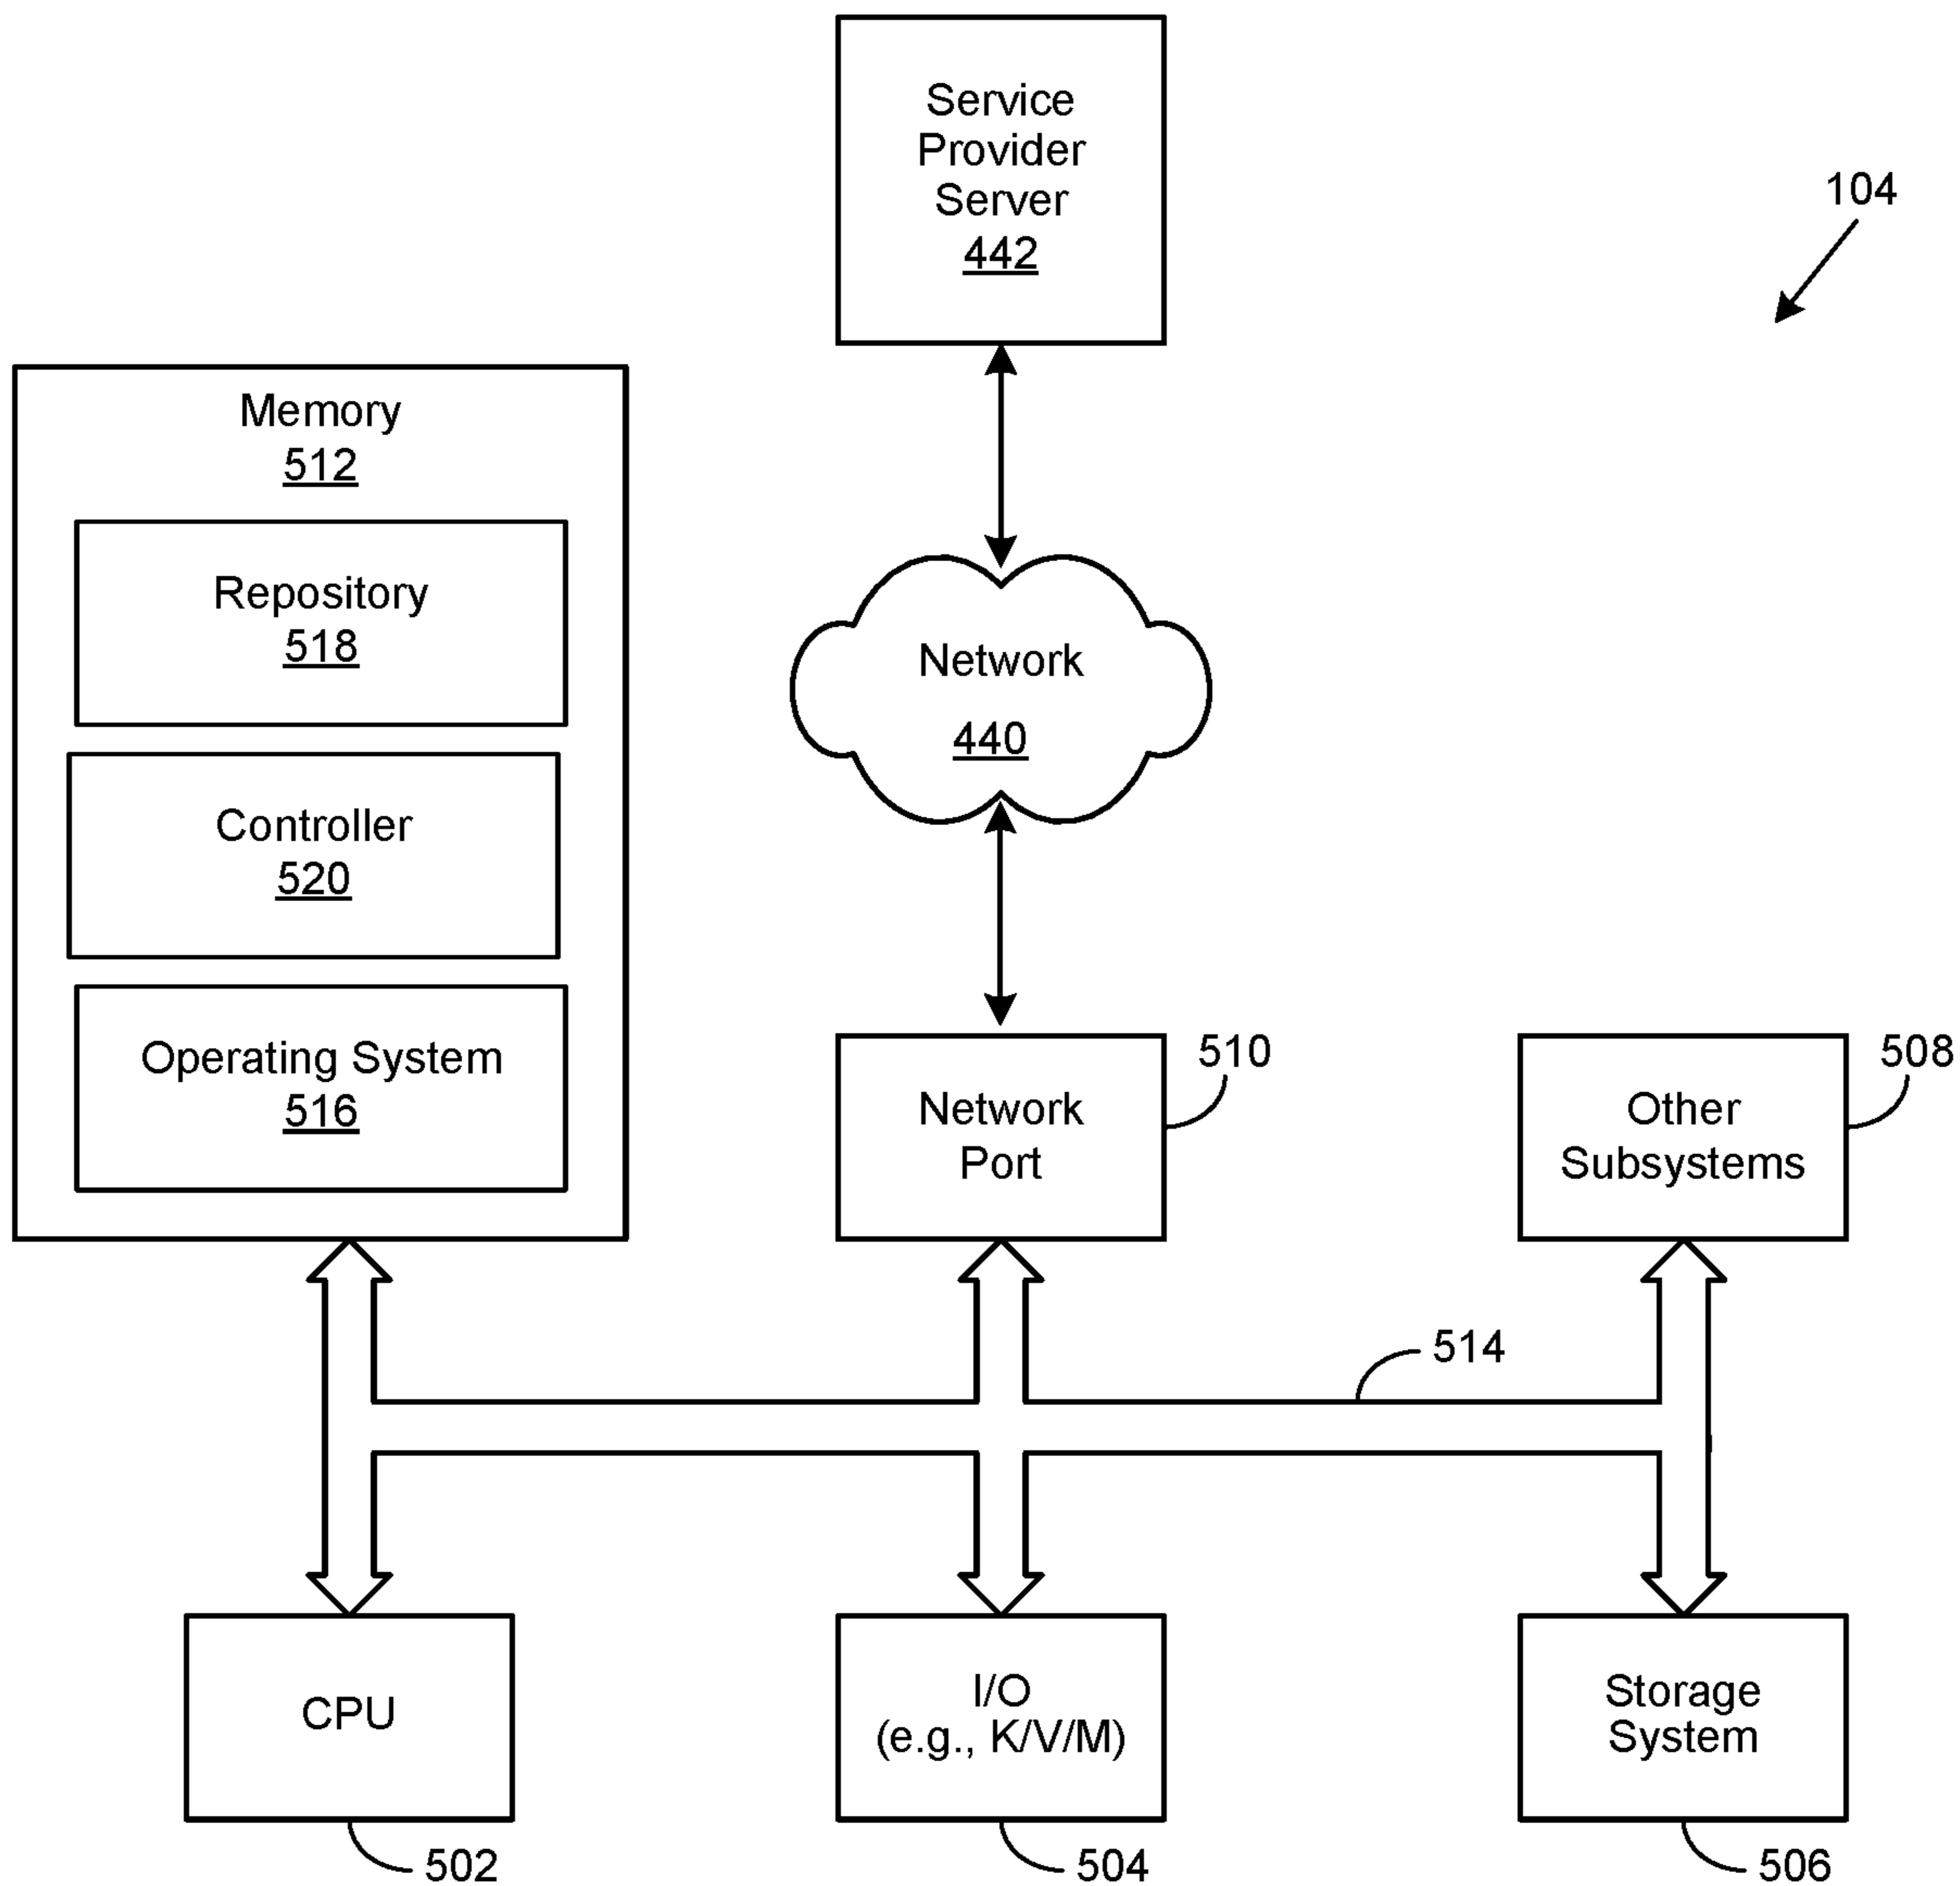 Service
Provider
Server
442
104
Memory
512
Repository
518
Controller
520
Operating System
516
Network
440
Network
Port
510
Other
Subsystems
508
514
CPU
502
I/O
(e.g., K/V/M)
504
Storage
System
506